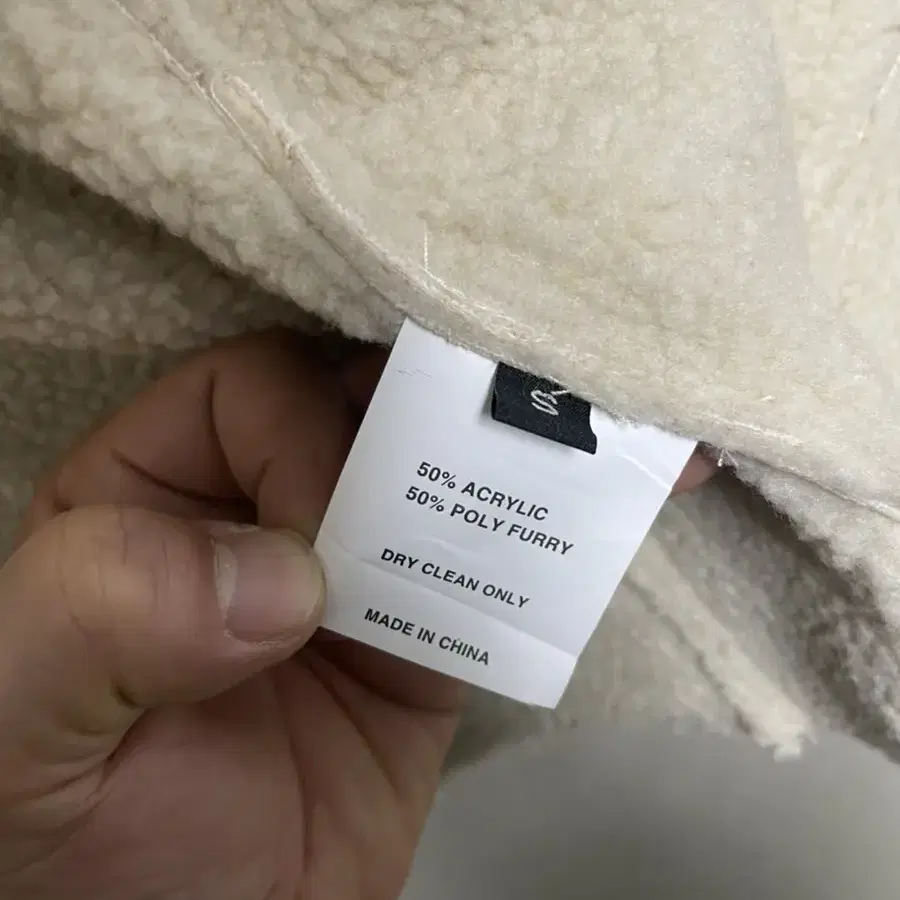 S
50% ACRYLIC
50% POLY FURRY
DRY CLEAN ONLY
MADE IN CHINA